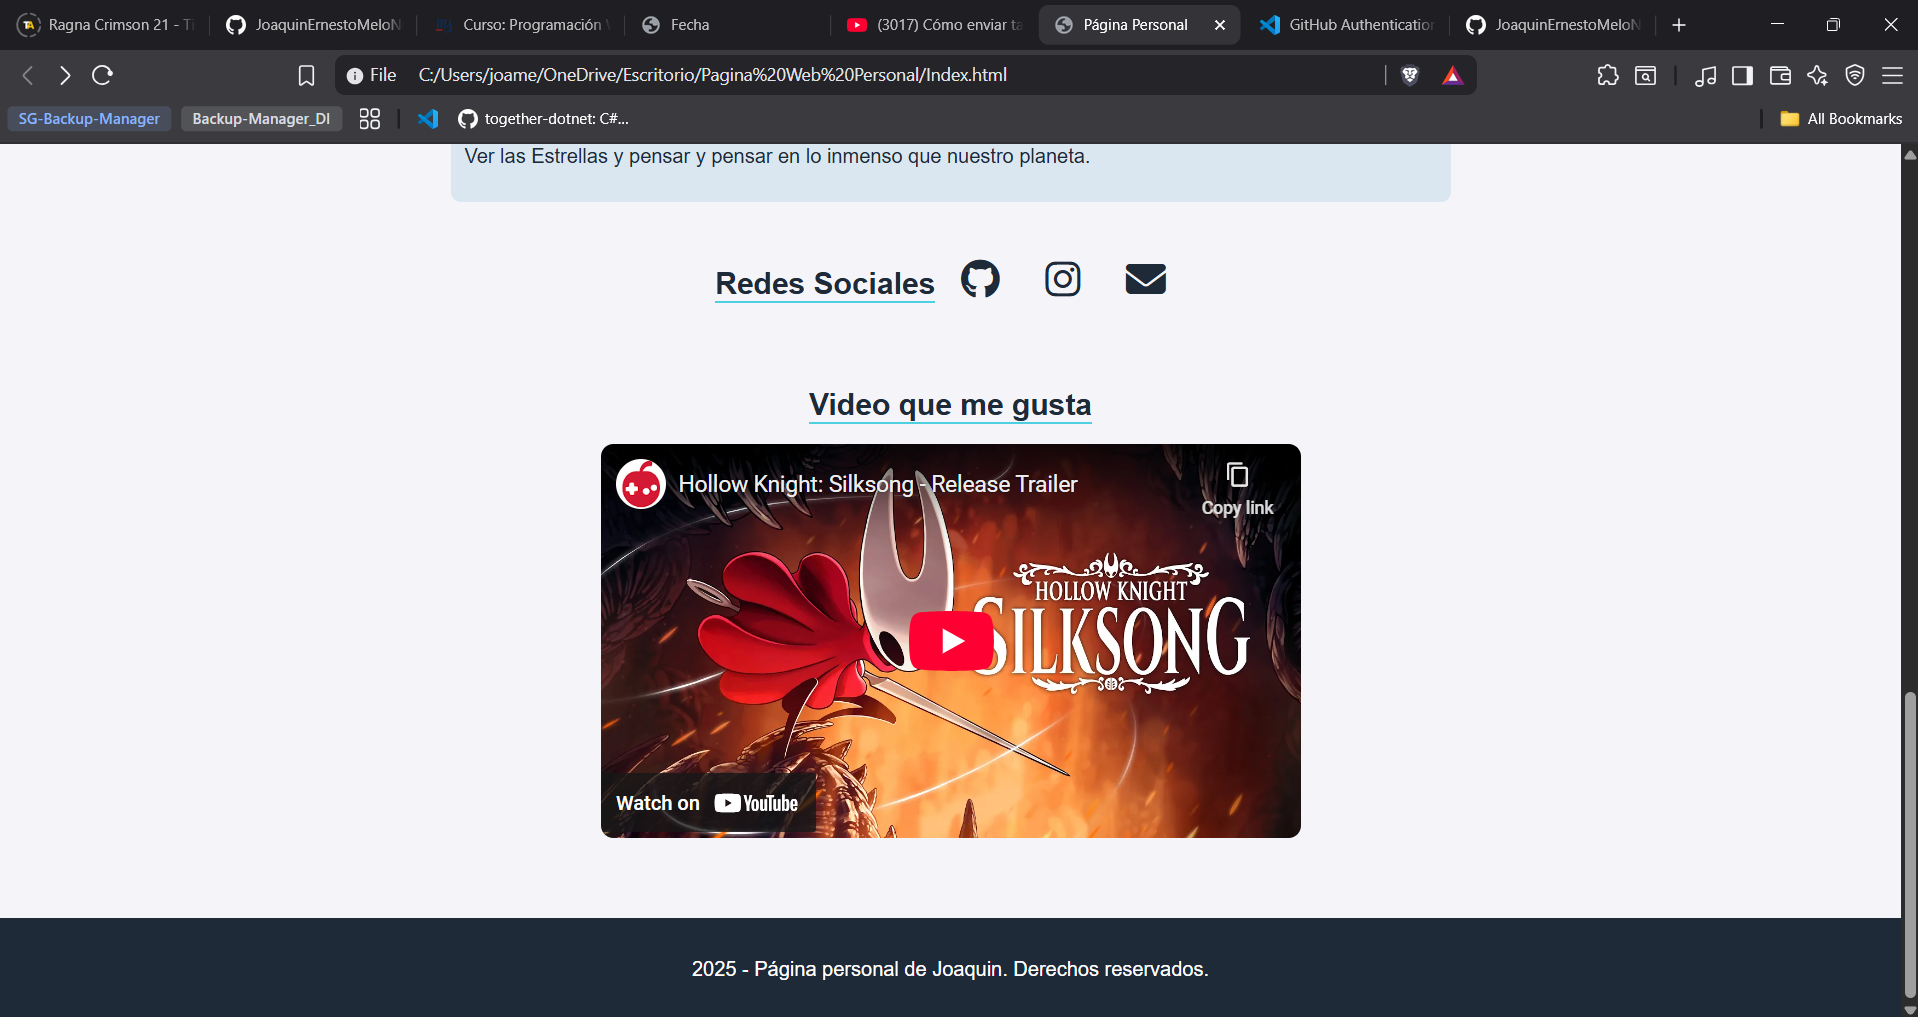 Ragna Crimson 21 - Ti
JoaquinErnestoMeloN
Curso: Programación
Fecha
(3017) Cómo enviar ta
Página Personal
GitHub Authentication
JoaquinErnestoMeloN
File
C:/Users/joame/OneDrive/Escritorio/Pagina%20Web%20Personal/Index.html
SG-Backup-Manager
Backup-Manager_DI
together-dotnet: C#...
All Bookmarks
Ver las Estrellas y pensar y pensar en lo inmenso que nuestro planeta.
Redes Sociales
Video que me gusta
Hollow Knight: Silksong - Release Trailer
Copy link
HOLLOW KNIGHT
SILKSONG
Watch on YouTube
2025 - Página personal de Joaquin. Derechos reservados.